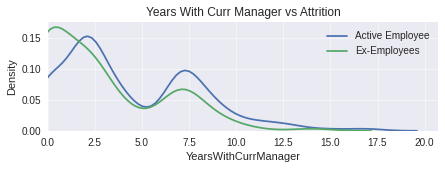 Years With Curr Manager vs Attrition
Active Employee
Ex-Employees
Density
0.15
0.10
0.05
0.00
0.0 2.5 5.0 7.5 10.0 12.5 15.0 17.5 20.0
YearsWithCurrManager